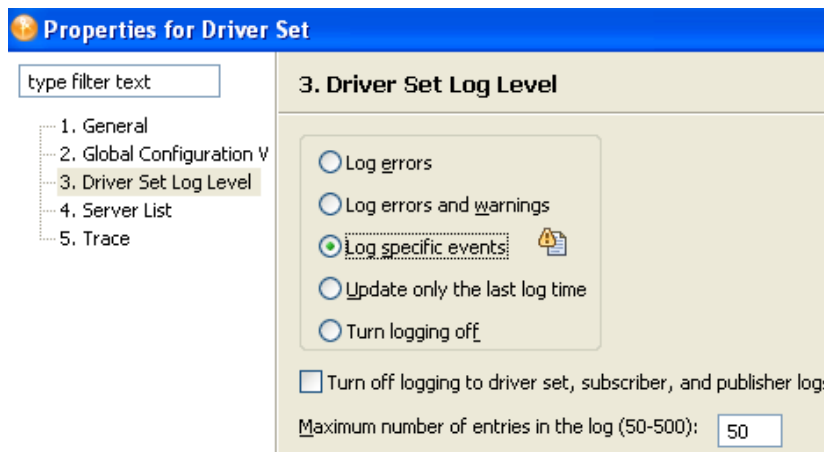 Properties for Driver Set
type filter text
1. General
2. Global Configuration V
3. Driver Set Log Level
4. Server List
5. Trace
3. Driver Set Log Level
Log errors
Log errors and warnings
Log specific events
Update only the last log time
Turn logging off
Turn off logging to driver set, subscriber, and publisher logs
Maximum number of entries in the log (50-500): 50